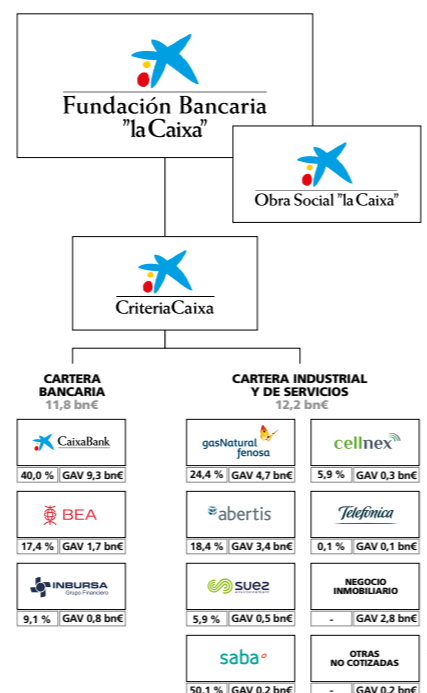 Fundación Bancaria
"la Caixa"
Obra Social "la Caixa"
CriteriaCaixa
CARTERA
BANCARIA
11,8 bn€
CaixaBank
40,0 % GAV 9,3 bn€
BEA
17,4 % GAV 1,7 bn€
INBURSA
Grupo Financiero
9,1 % GAV 0,8 bn€
CARTERA INDUSTRIAL
Y DE SERVICIOS
12,2 bn€
gasNatural
fenosa
24,4 % GAV 4,7 bn€
cellnex
5,9 % GAV 0,3 bn€
abertis
18,4 % GAV 3,4 bn€
Telefónica
0,1 % GAV 0,1 bn€
suez
5,9 % GAV 0,5 bn€
NEGOCIO
INMOBILIARIO
- GAV 2,8 bn€
saba
50,1 % GAV 0,2 bn€
OTRAS
NO COTIZADAS
- GAV 0,2 bn€